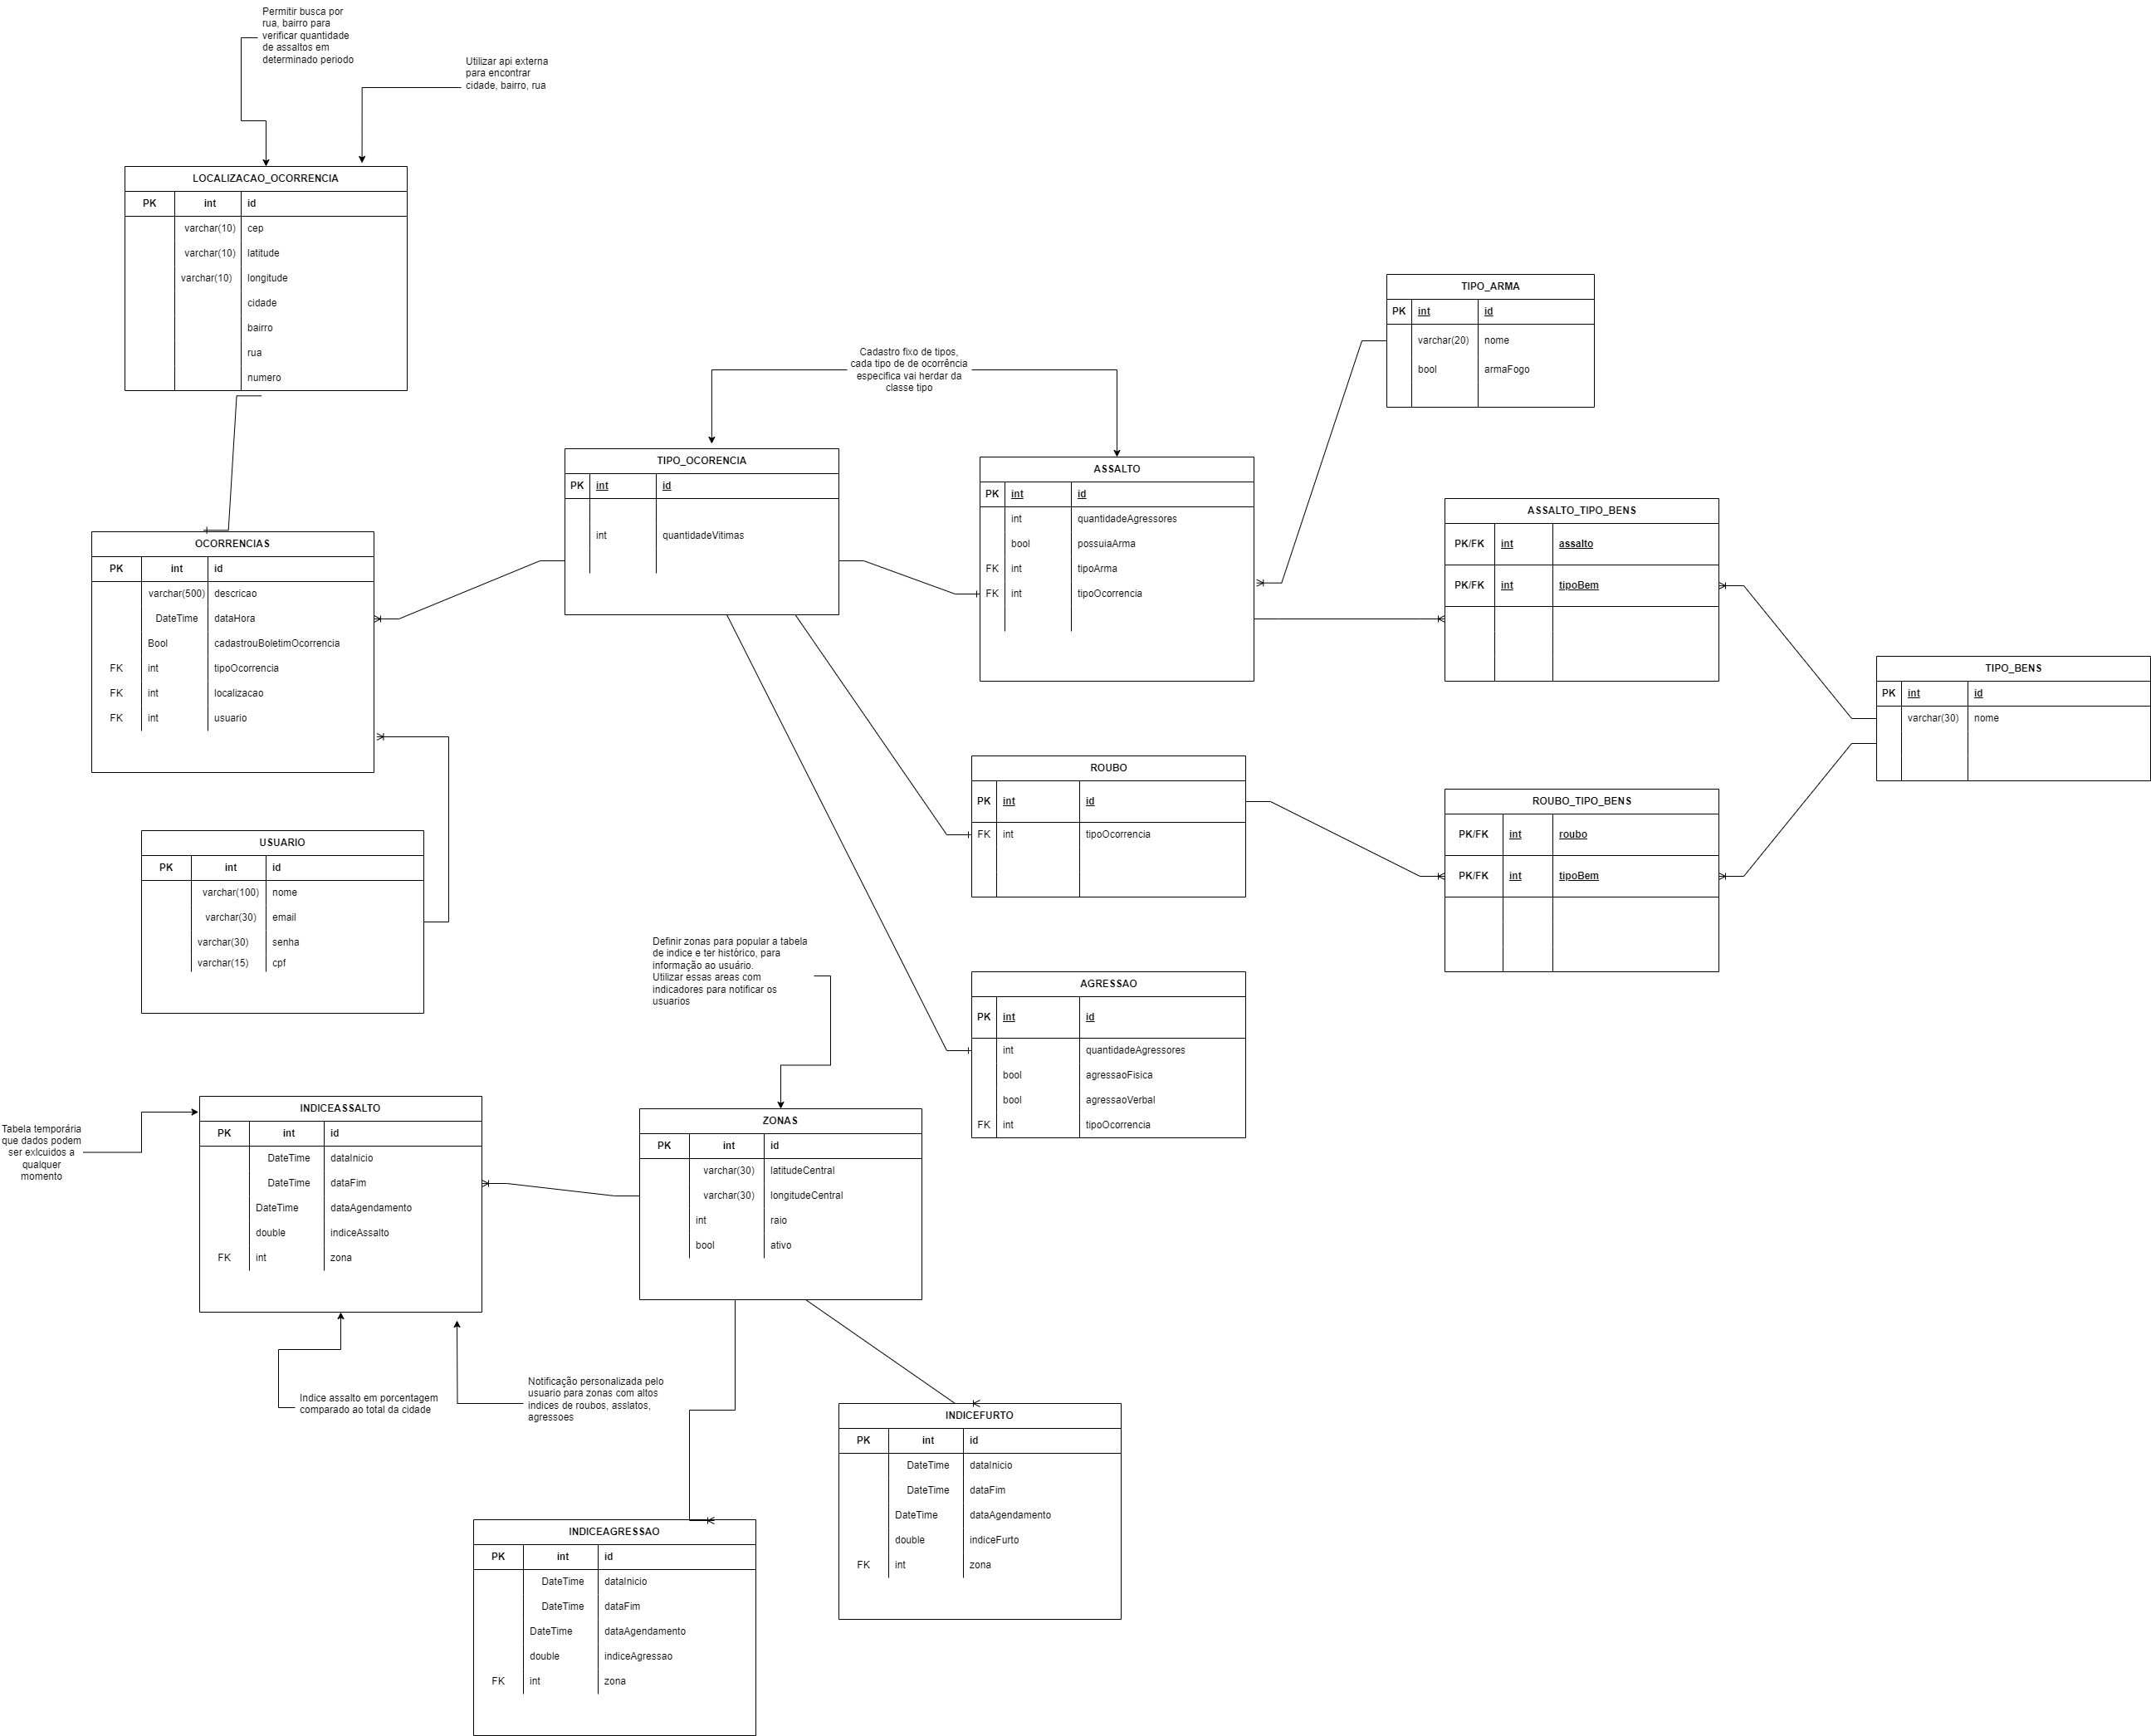 Permitir busca por
rua, bairro para
verificar quantidade
de assaltos em
determinado periodo
Utilizar api externa
para encontrar
cidade, bairro, rua
LOCALIZACAO_OCORRENCIA
PK int id
varchar(10) cep
varchar(10) latitude
varchar(10) longitude
cidade
bairro
rua
numero
TIPO_ARMA
PK int id
varchar(20) nome
bool armaFogo
Cadastro fixo de tipos,
cada tipo de de ocorrência
especifica vai herdar da
classe tipo
TIPO_OCORENCIA
PK int id
int quantidadeVitimas
ASSALTO
PK int id
int quantidadeAgressores
bool possuiaArma
FK int tipoArma
FK int tipoOcorrencia
ASSALTO_TIPO_BENS
PK/FK int assalto
PK/FK int tipoBem
OCORRENCIAS
PK int id
varchar(500) descricao
DateTime dataHora
Bool cadastrouBoletimOcorrencia
FK int tipoOcorrencia
FK int localizacao
FK int usuario
TIPO_BENS
PK int id
varchar(30) nome
ROUBO
PK int id
FK int tipoOcorrencia
ROUBO_TIPO_BENS
PK/FK int roubo
PK/FK int tipoBem
USUARIO
PK int id
varchar(100) nome
varchar(30) email
varchar(30) senha
varchar(15) cpf
Definir zonas para popular a tabela
de indice e ter histórico, para
informação ao usuário.
Utilizar essas areas com
indicadores para notificar os
usuarios
AGRESSAO
PK int id
int quantidadeAgressores
bool agressaoFisica
bool agressaoVerbal
FK int tipoOcorrencia
Tabela temporária
que dados podem
ser exlcuidos a
qualquer
momento
INDICEASSALTO
PK int id
DateTime dataInicio
DateTime dataFim
DateTime dataAgendamento
double indiceAssalto
FK int zona
ZONAS
PK int id
varchar(30) latitudeCentral
varchar(30) longitudeCentral
int raio
bool ativo
Indice assalto em porcentagem
comparado ao total da cidade
Notificação personalizada pelo
usuario para zonas com altos
indices de roubos, asslatos,
agressoes
INDICEFURTO
PK int id
DateTime dataInicio
DateTime dataFim
DateTime dataAgendamento
double indiceFurto
FK int zona
INDICEAGRESSAO
PK int id
DateTime dataInicio
DateTime dataFim
DateTime dataAgendamento
double indiceAgressao
FK int zona